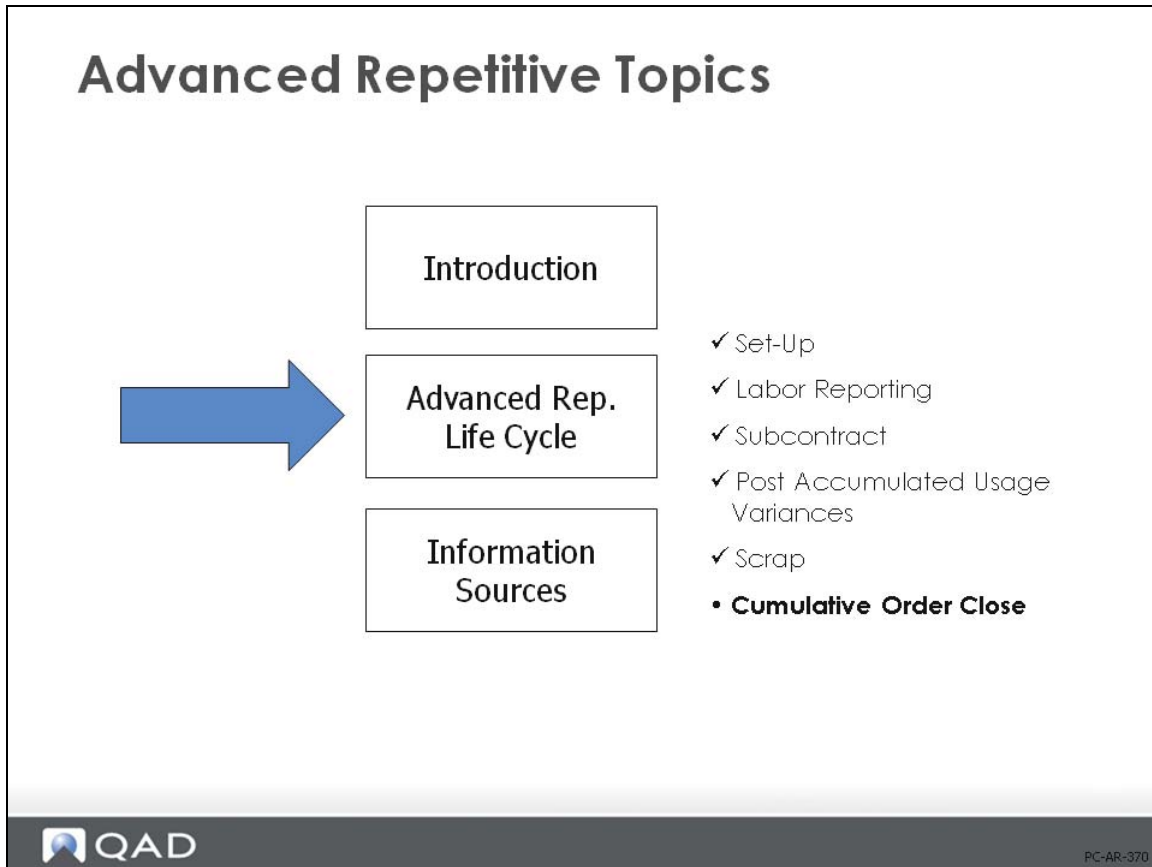 Advanced Repetitive Topics
Introduction
Advanced Rep.
Life Cycle
Information
Sources
✓ Set-Up
✓ Labor Reporting
✓ Subcontract
✓ Post Accumulated Usage
Variances
✓ Scrap
• Cumulative Order Close
QAD
PC-AR-370